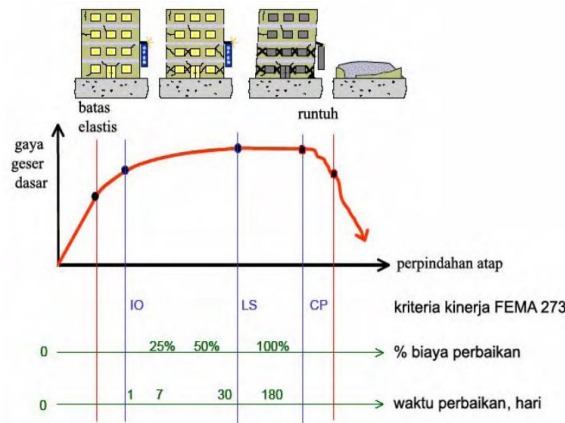 batas
elastis
runtuh
gaya
geser
dasar
perpindahan atap
IO LS CP kriteria kinerja FEMA 273
0 25% 50% 100% % biaya perbaikan
0 1 7 30 180 waktu perbaikan, hari